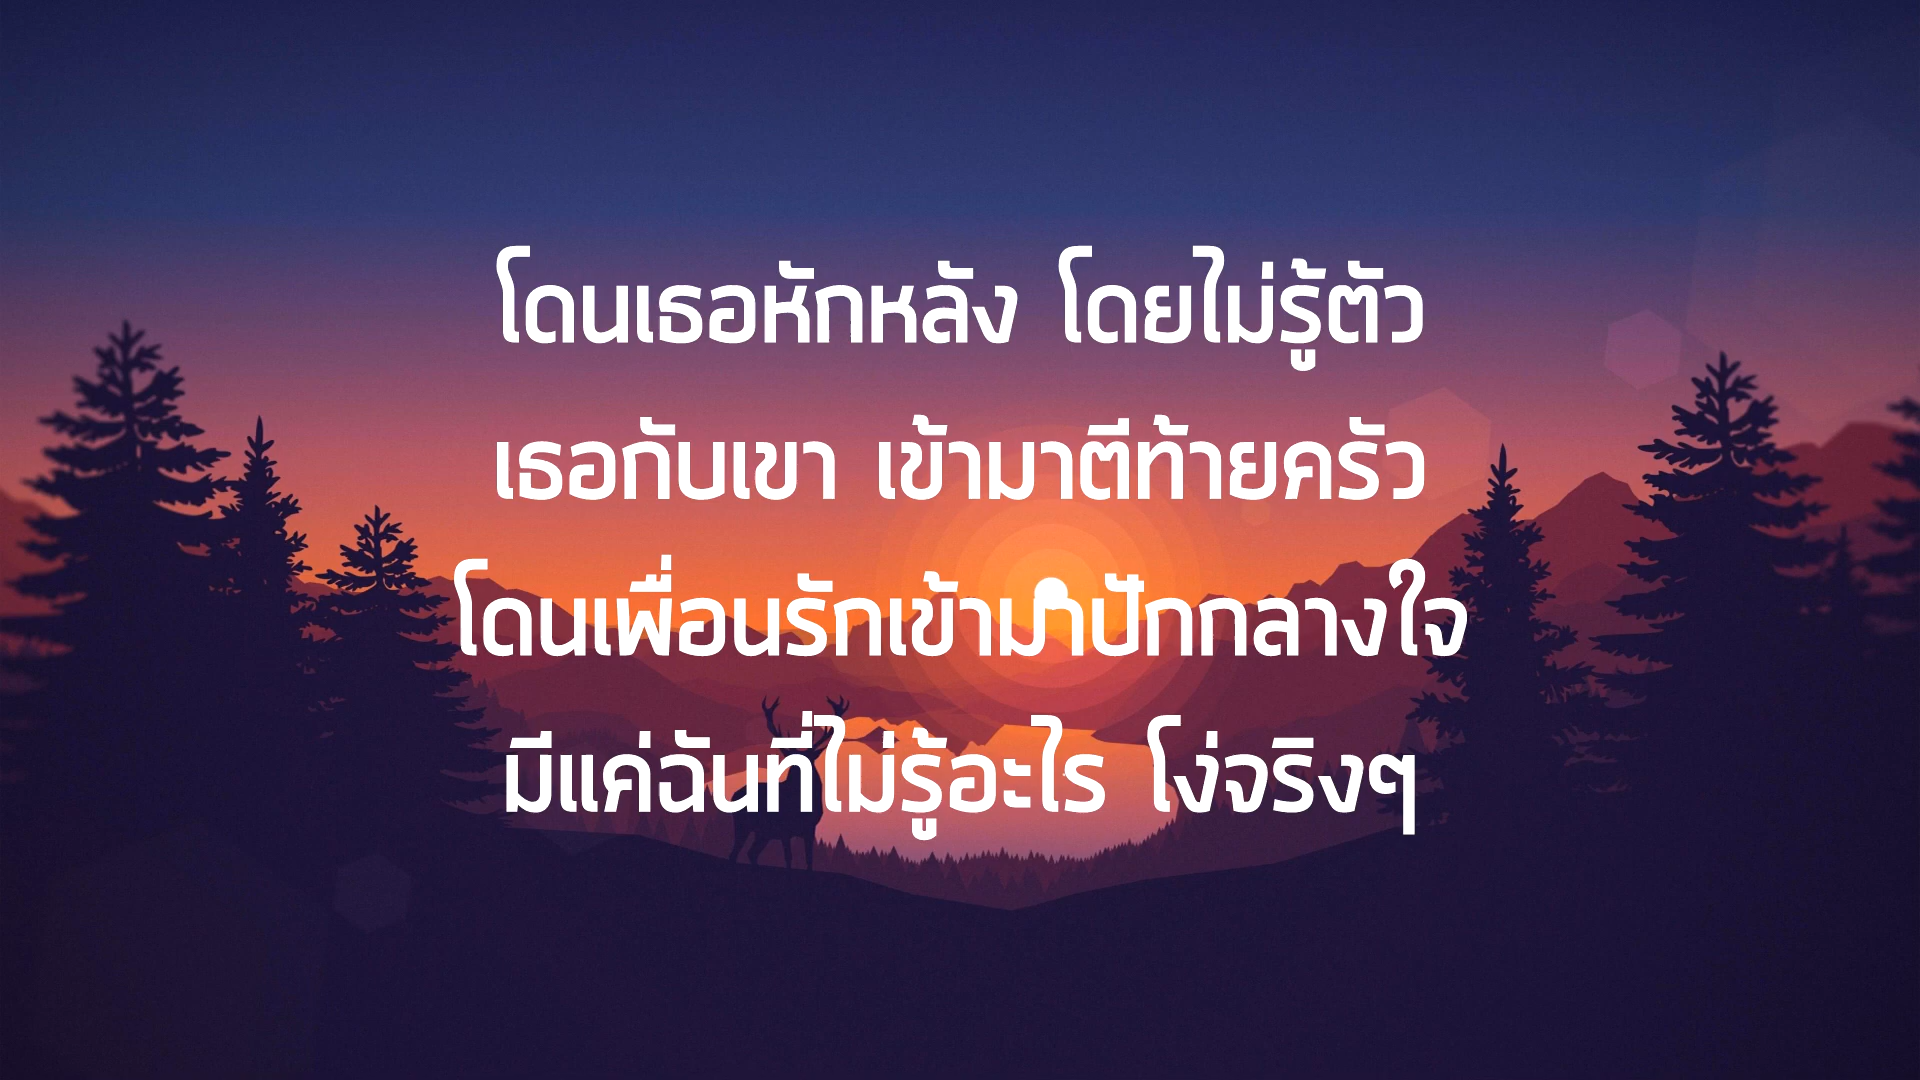 โดนเธอหักหลัง โดยไม่รู้ตัว
เธอกับเขา เข้ามาตีท้ายครัว
โดนเพื่อนรักเข้ามาปักกลางใจ
มีแค่ฉันที่ไม่รู้อะไร โง่จริงๆ